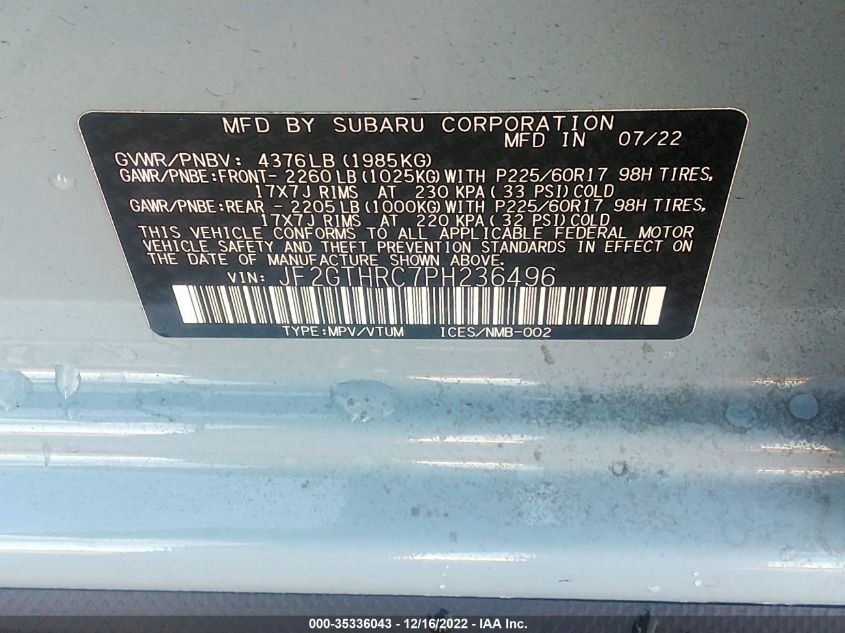 MFD BY SUBARU CORPORATION
MFD IN 07/22
GVWR/PNBV: 4376LB (1985KG)
GAWR/PNBE:FRONT- 2260LB (1025KG) WITH P225/60R17 98H TIRES,
17X7J RIMS AT 230 KPA (33 PSI) COLD
GAWR/PNBE:REAR - 2205LB (1000KG) WITH P225/60R17 98H TIRES,
17X7J RIMS AT 220 KPA (32 PSI) COLD
THIS VEHICLE CONFORMS TO ALL APPLICABLE FEDERAL MOTOR
VEHICLE SAFETY AND THEFT PREVENTION STANDARDS IN EFFECT ON
THE DATE OF MANUFACTURE SHOWN ABOVE.
VIN: JF2GTHRC7PH236496
TYPE:MPV/VTUM ICES/NMB-002
000-35336043 - 12/16/2022 - IAA Inc.